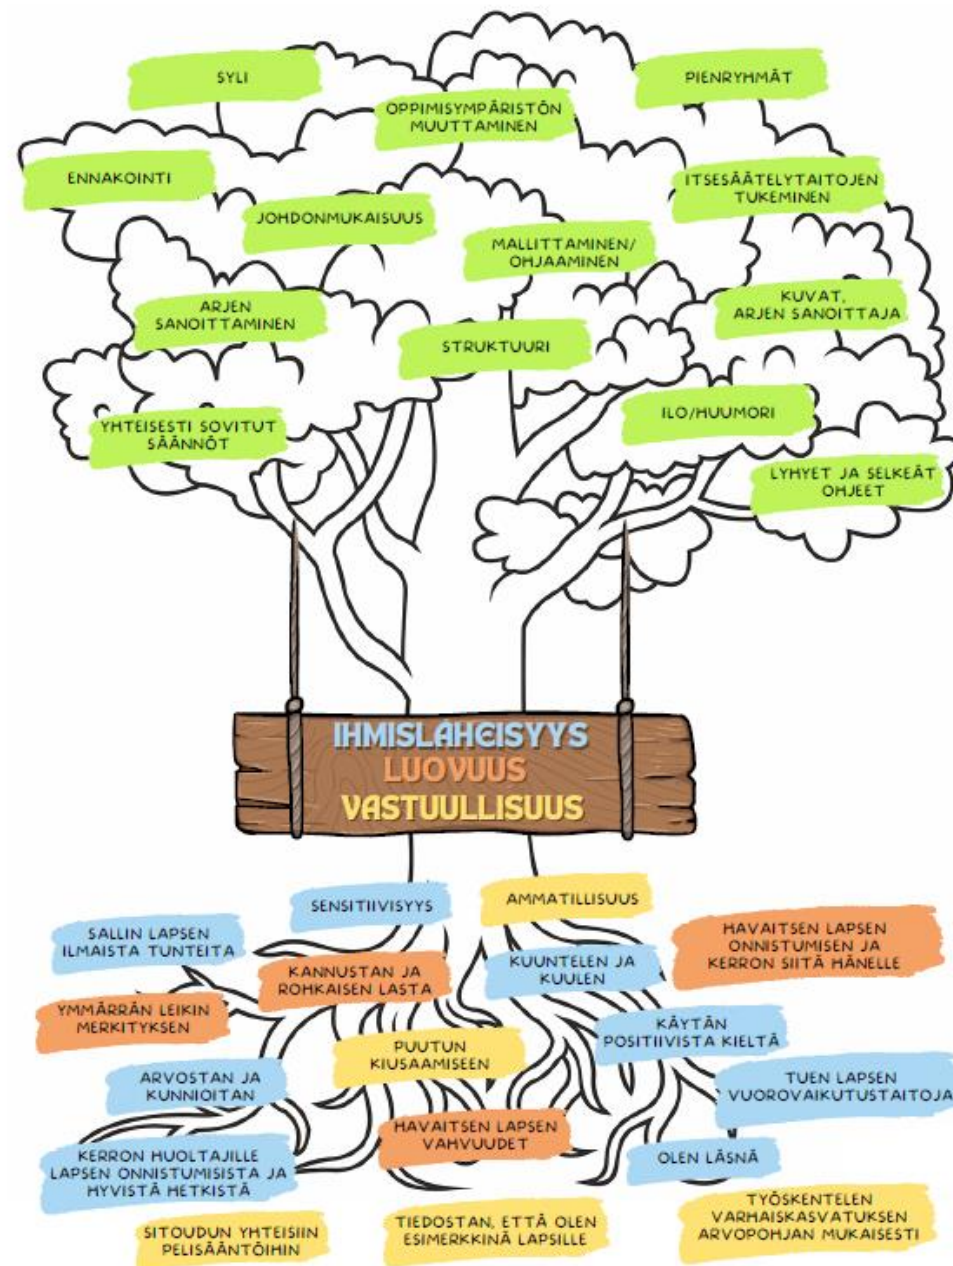 SYLI
PIENRYHMÄT
OPPIMISYMPÄRISTÖN
MUUTTAMINEN
ENNAKOINTI
ITSESÄÄTELYTAITOJEN
TUKEMINEN
JOHDONMUKAISUUS
MALLITTAMINEN/
OHJAAMINEN
ARJEN
SANOITTAMINEN
KUVAT,
ARJEN SANOITTAJA
STRUKTUURI
YHTEISESTI SOVITUT
SÄÄNNÖT
ILO/HUUMORI
LYHYET JA SELKEÄT
OHJEET
IHMISLÄHEISYYS
LUOVUUS
VASTUULLISUUS
SENSITIIVISYYS
AMMATILLISUUS
SALLIN LAPSEN
ILMAISTA TUNTEITA
HAVAITSEN LAPSEN
ONNISTUMISEN JA
KERRON SIITÄ HÄNELLE
KANNUSTAN JA
ROHKAISEN LASTA
KUUNTELEN JA
KUULEN
YMMÄRRÄN LEIKIN
MERKITYKSEN
KÄYTÄN
POSITIIVISTA KIELTÄ
PUUTUN
KIUSAAMISEEN
ARVOSTAN JA
KUNNIOITAN
TUEN LAPSEN
VUOROVAIKUTUSTAITOJA
HAVAITSEN LAPSEN
VAHVUUDET
KERRON HUOLTAJILLE
LAPSEN ONNISTUMISISTA JA
HYVISTÄ HETKISTÄ
OLEN LÄSNÄ
SITOUDUN YHTEISIIN
PELISÄÄNTÖIHIN
TIEDOSTAN, ETTÄ OLEN
ESIMERKKINÄ LAPSILLE
TYÖSKENTELEN
VARHAISKASVATUKSEN
ARVOPOHJAN MUKAISESTI